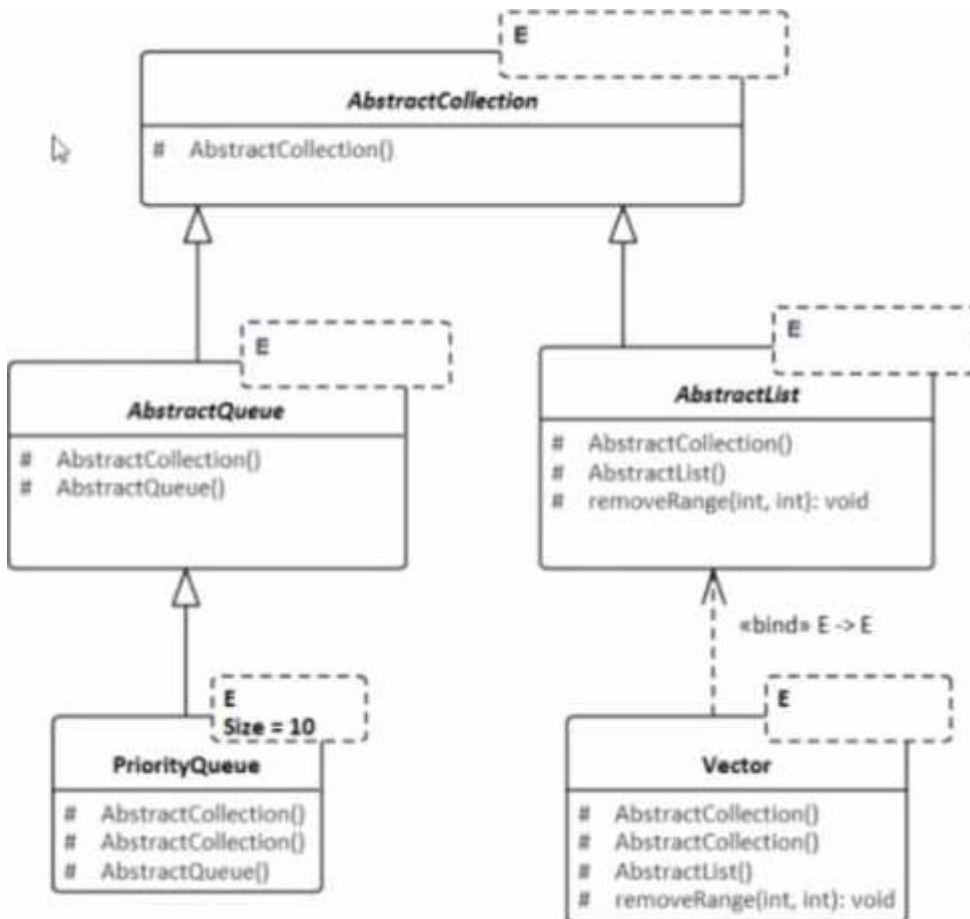 E
AbstractCollection
# AbstractCollection()
E
AbstractQueue
# AbstractCollection()
# AbstractQueue()
E
AbstractList
# AbstractCollection()
# AbstractList()
# removeRange(int, int): void
«bind» E -> E
E
Size = 10
PriorityQueue
# AbstractCollection()
# AbstractCollection()
# AbstractQueue()
E
Vector
# AbstractCollection()
# AbstractCollection()
# AbstractList()
# removeRange(int, int): void